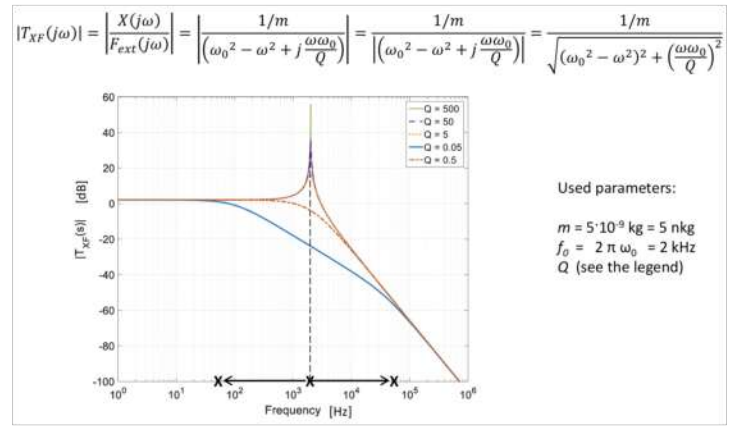 |T_XF(jω)| = |X(jω)/F_ext(jω)| = |(1/m)/(ω₀² − ω² + j ωω₀/Q)| = (1/m)/|(ω₀² − ω² + j ωω₀/Q)| = (1/m)/√((ω₀² − ω²)² + (ωω₀/Q)²)
60
40
20
0
-20
-40
-60
-80
-100
|T_XF(s)| [dB]
Q = 500
Q = 50
Q = 5
Q = 0.05
Q = 0.5
X X X
10⁰ 10¹ 10² 10³ 10⁴ 10⁵ 10⁶
Frequency [Hz]
Used parameters:
m = 5·10⁻⁹ kg = 5 nkg
f₀ = 2 π ω₀ = 2 kHz
Q (see the legend)